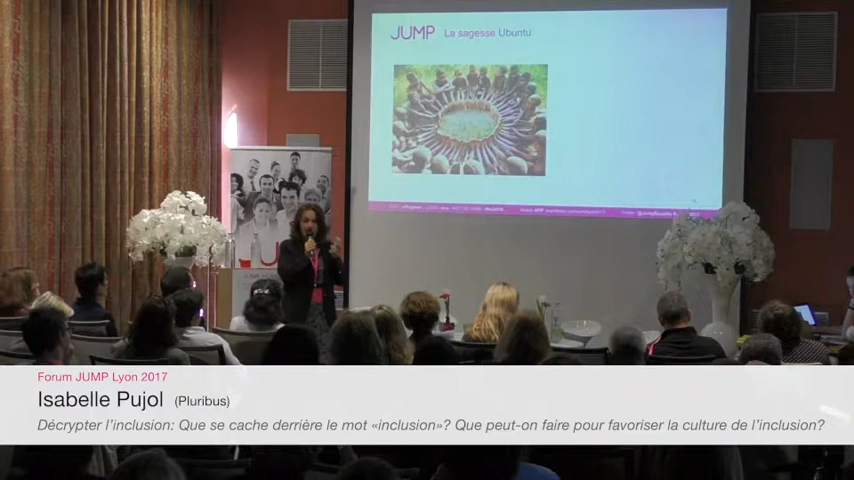 JUMP La sagesse Ubuntu
JUMP
Forum JUMP Lyon 2017
Isabelle Pujol (Pluribus)
Décrypter l'inclusion: Que se cache derrière le mot «inclusion»? Que peut-on faire pour favoriser la culture de l'inclusion?